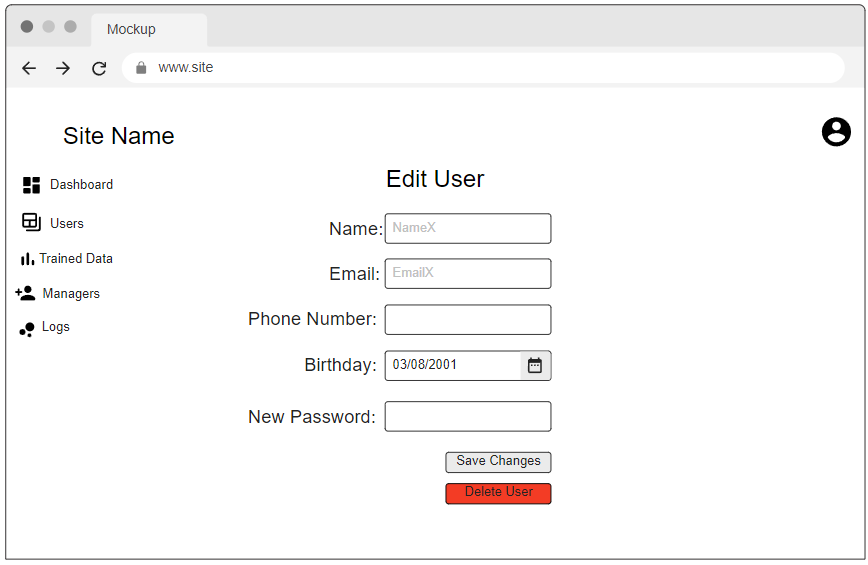 Mockup
www.site
Site Name
Edit User
Dashboard
Users
Trained Data
Managers
Logs
Name: NameX
Email: EmailX
Phone Number:
Birthday: 03/08/2001
New Password:
Save Changes
Delete User